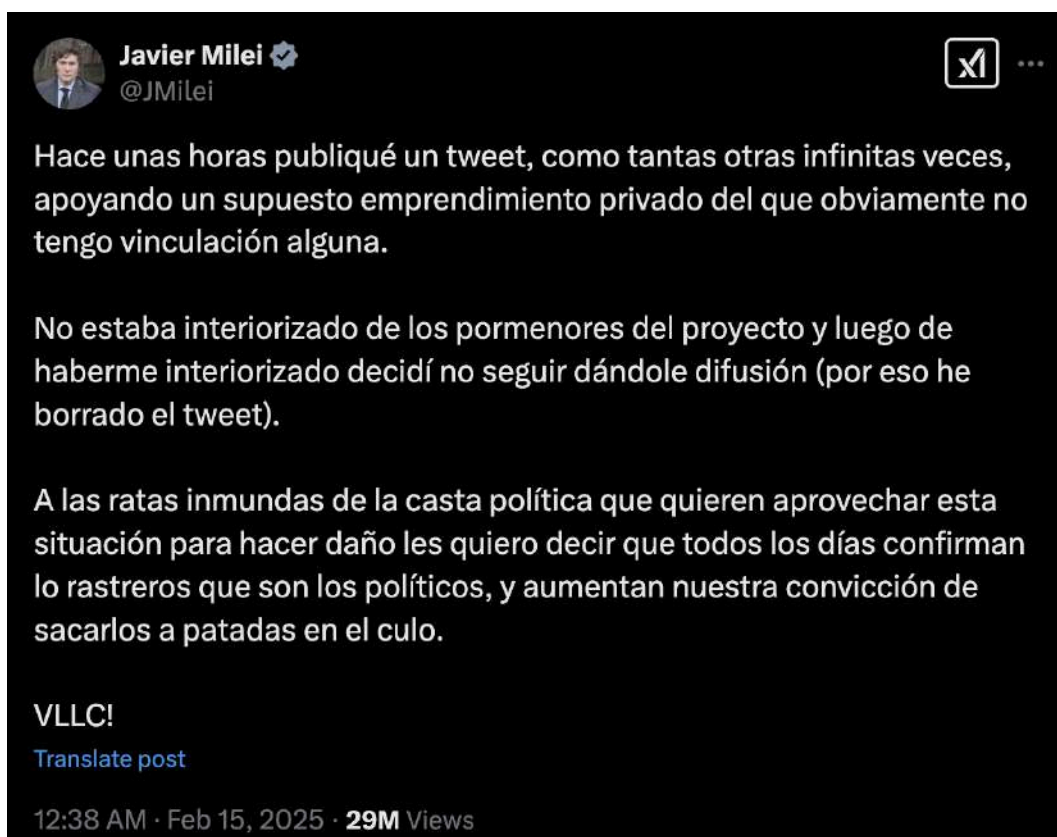 Javier Milei
@JMilei
Hace unas horas publiqué un tweet, como tantas otras infinitas veces,
apoyando un supuesto emprendimiento privado del que obviamente no
tengo vinculación alguna.
No estaba interiorizado de los pormenores del proyecto y luego de
haberme interiorizado decidí no seguir dándole difusión (por eso he
borrado el tweet).
A las ratas inmundas de la casta política que quieren aprovechar esta
situación para hacer daño les quiero decir que todos los días confirman
lo rastreros que son los políticos, y aumentan nuestra convicción de
sacarlos a patadas en el culo.
VLLC!
Translate post
12:38 AM · Feb 15, 2025 · 29M Views